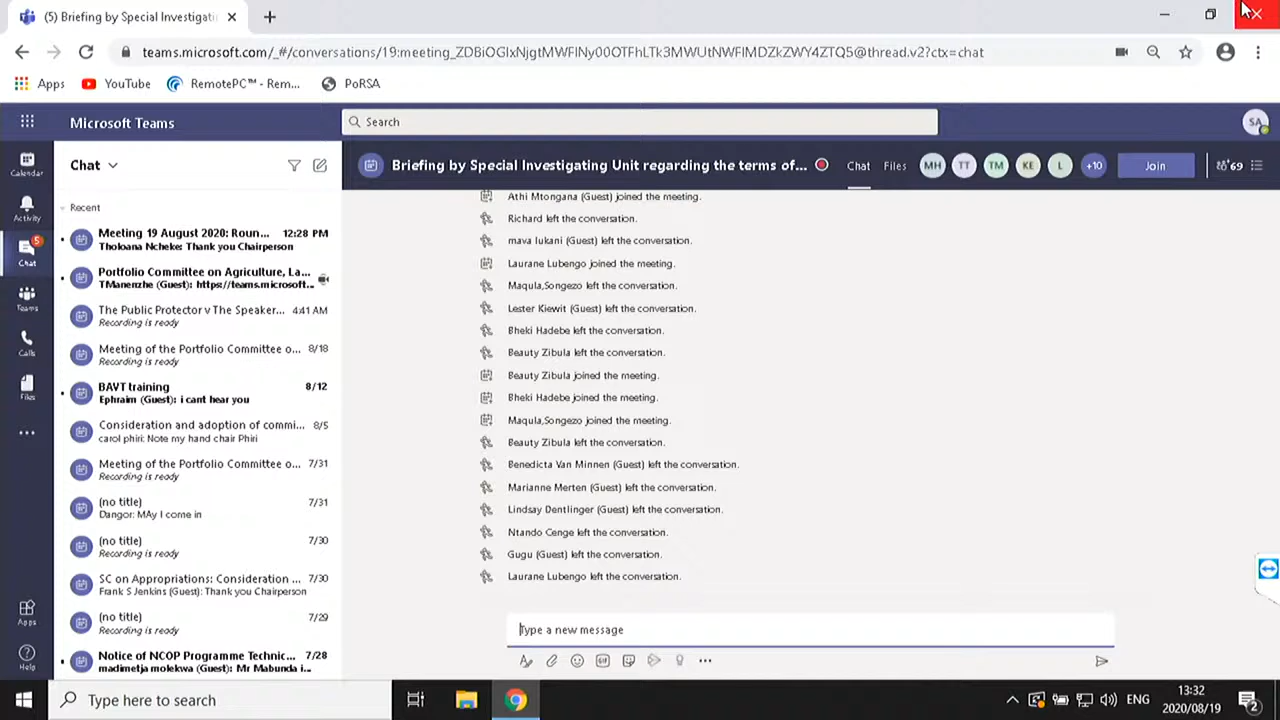 (5) Briefing by Special Investigati
teams.microsoft.com/_#/conversations/19:meeting_ZDBiOGIxNjgtMWFlNy00OTFhLTk3MWUtNWFlMDZkZWY4ZTQ5@thread.v2?ctx=chat
Apps YouTube RemotePC™ - Rem... PoRSA
Microsoft Teams
Search
SA
Calendar
Activity
5
Chat
Teams
Calls
Files
Apps
Help
Chat
Recent
Meeting 19 August 2020: Roun... 12:28 PM
Tholoana Ncheke: Thank you Chairperson
Portfolio Committee on Agriculture, La...
TManenzhe (Guest): https://teams.microsoft...
The Public Protector v The Speaker... 4:41 AM
Recording is ready
Meeting of the Portfolio Committee o... 8/18
Recording is ready
BAVT training 8/12
Ephraim (Guest): i cant hear you
Consideration and adoption of commi... 8/5
carol phiri: Note my hand chair Phiri
Meeting of the Portfolio Committee o... 7/31
Recording is ready
(no title) 7/31
Dangor: MAy I come in
(no title) 7/30
Recording is ready
SC on Appropriations: Consideration ... 7/30
Frank S Jenkins (Guest): Thank you Chairperson
(no title) 7/29
Recording is ready
Notice of NCOP Programme Technic... 7/28
madimetja molekwa (Guest): Mr Mabunda i...
Briefing by Special Investigating Unit regarding the terms of... Chat Files MH TT TM KE L +10 Join 69
Athi Mtongana (Guest) joined the meeting.
Richard left the conversation.
mava lukani (Guest) left the conversation.
Laurane Lubengo joined the meeting.
Maqula,Songezo left the conversation.
Lester Kiewit (Guest) left the conversation.
Bheki Hadebe left the conversation.
Beauty Zibula left the conversation.
Beauty Zibula joined the meeting.
Bheki Hadebe joined the meeting.
Maqula,Songezo joined the meeting.
Beauty Zibula left the conversation.
Benedicta Van Minnen (Guest) left the conversation.
Marianne Merten (Guest) left the conversation.
Lindsay Dentlinger (Guest) left the conversation.
Ntando Cenge left the conversation.
Gugu (Guest) left the conversation.
Laurane Lubengo left the conversation.
Type a new message
GIF
Type here to search
ENG
13:32
2020/08/19
2